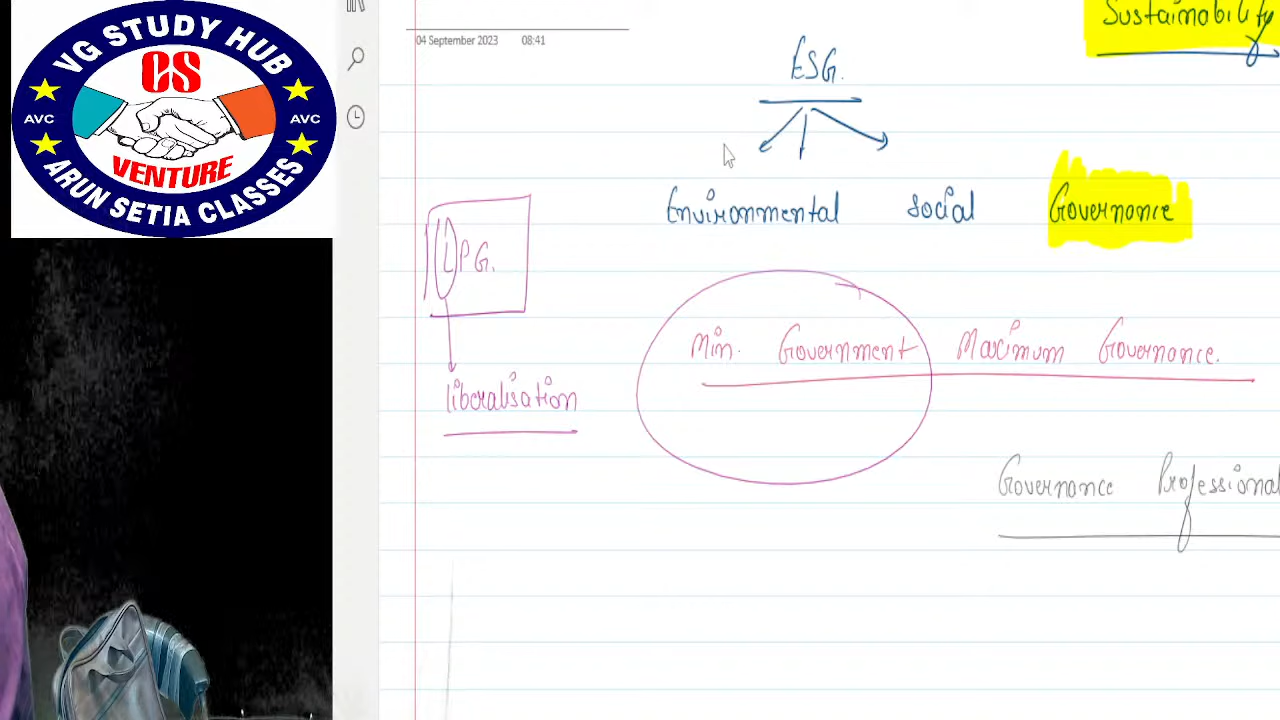 VG STUDY HUB
CS
AVC
AVC
VENTURE
ARUN SETIA CLASSES
04 September 2023 08:41
Sustainability
ESG.
Environmental Social Governance
LPG.
Min. Government Maximum Governance.
liberalisation
Governance Professional